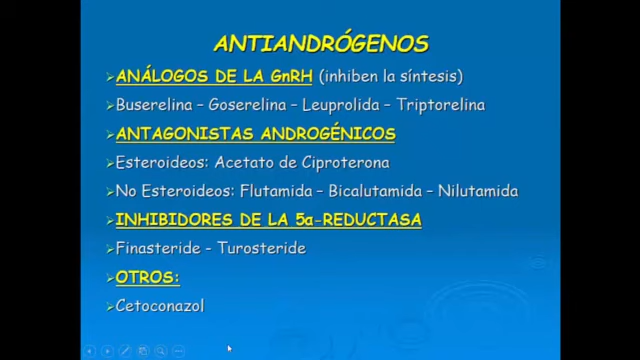 ANTIANDRÓGENOS
ANÁLOGOS DE LA GnRH (inhiben la síntesis)
Buserelina – Goserelina – Leuprolida – Triptorelina
ANTAGONISTAS ANDROGÉNICOS
Esteroideos: Acetato de Ciproterona
No Esteroideos: Flutamida – Bicalutamida – Nilutamida
INHIBIDORES DE LA 5α-REDUCTASA
Finasteride - Turosteride
OTROS:
Cetoconazol